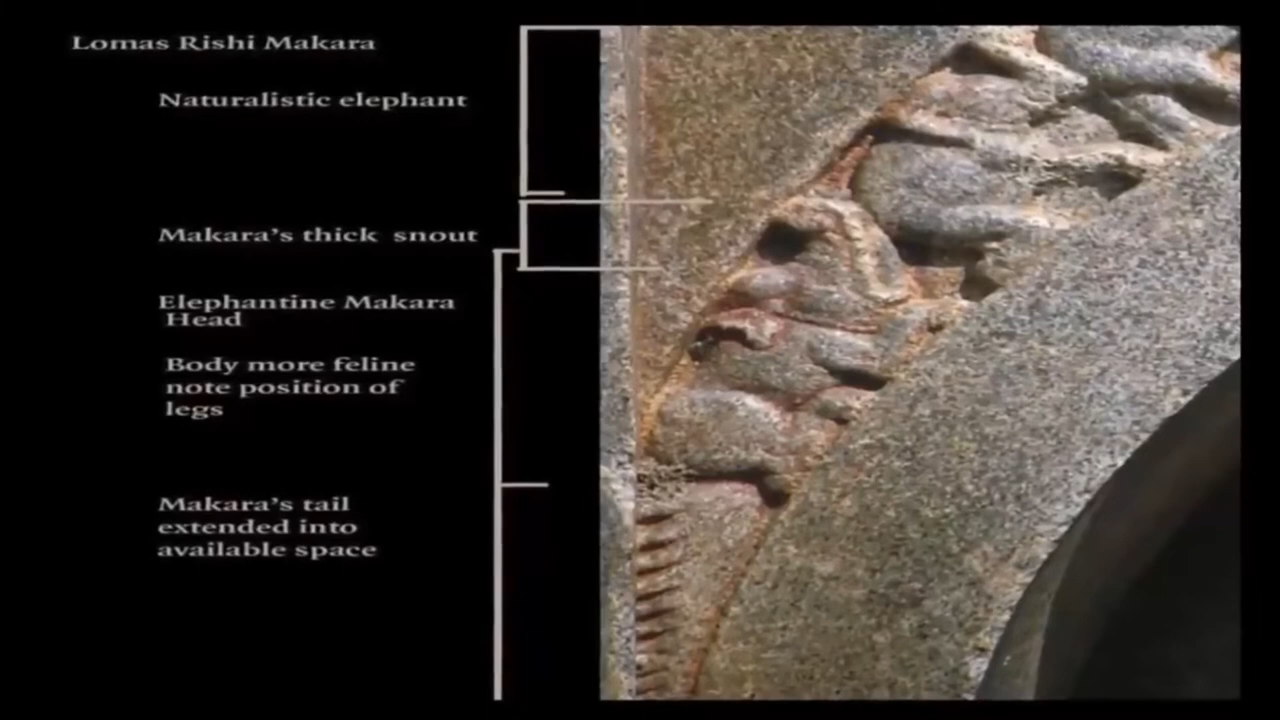 Lomas Rishi Makara
Naturalistic elephant
Makara's thick snout
Elephantine Makara
Head
Body more feline
note position of
legs
Makara's tail
extended into
available space